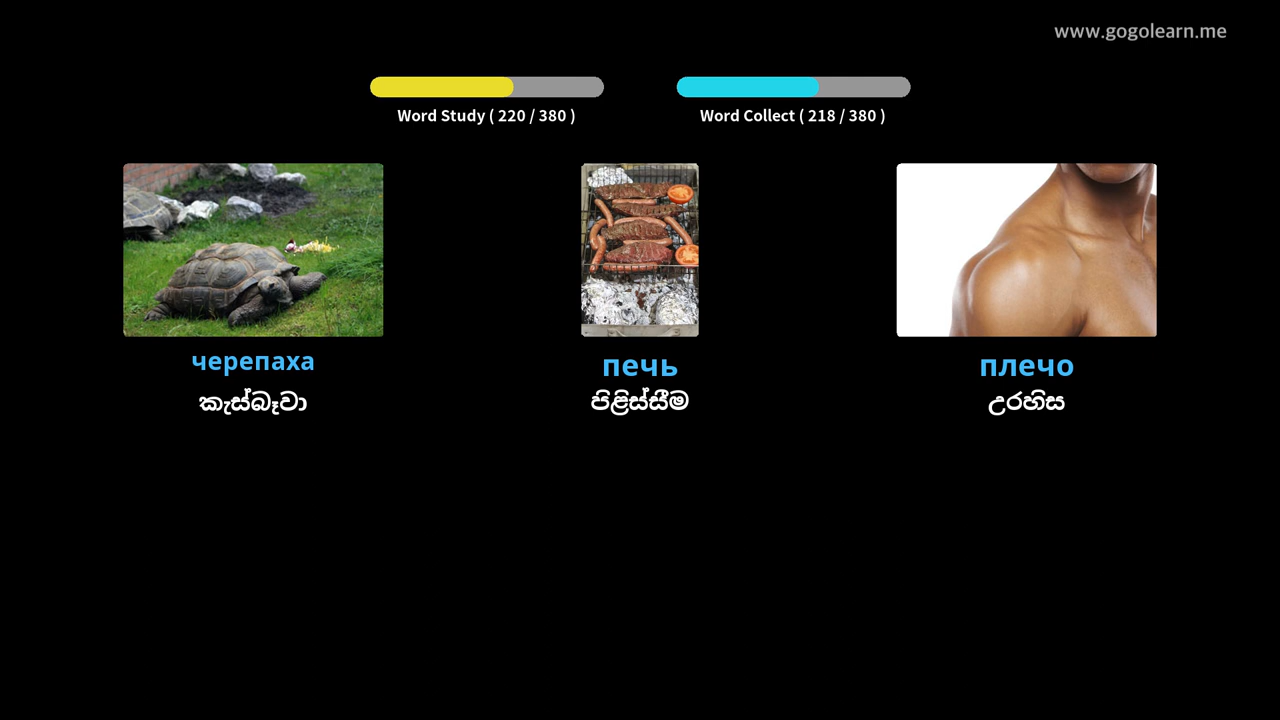 www.gogolearn.me
Word Study ( 220 / 380 )
Word Collect ( 218 / 380 )
черепаха
печь
плечо
කැස්බෑවා
පිළිස්සීම
උරහිස